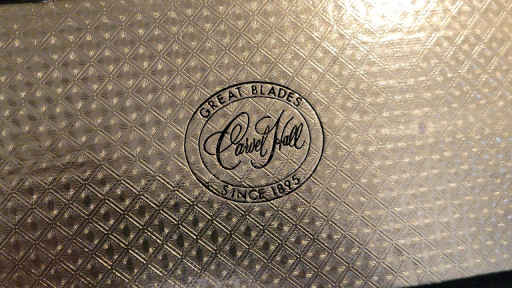 GREAT BLADES
Carvel Hall
SINCE 1895